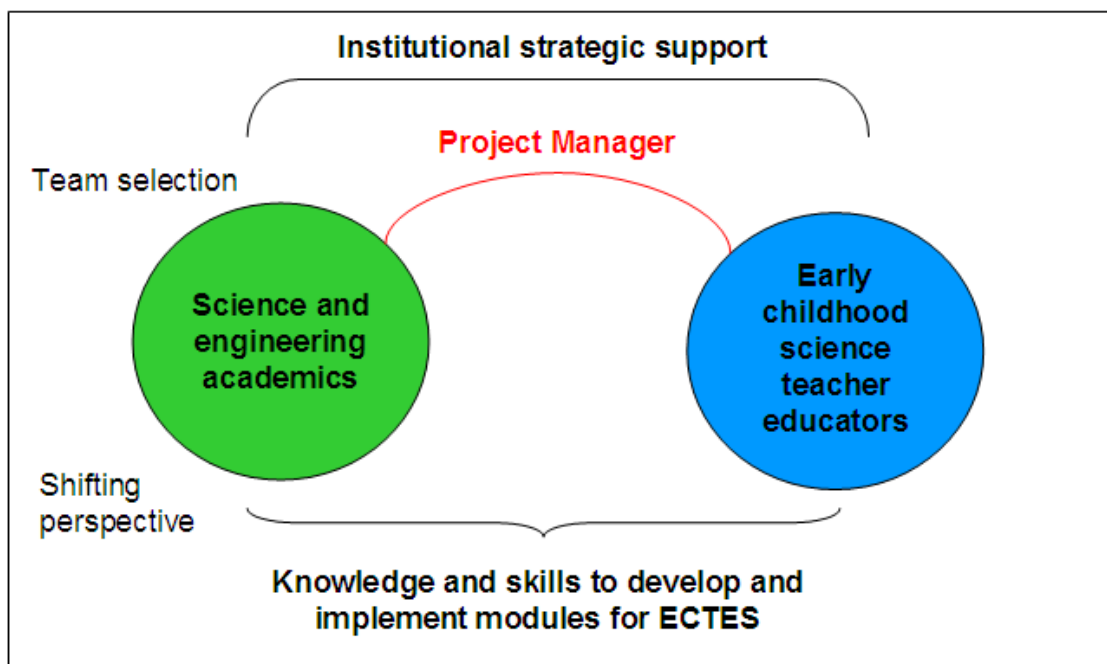 Institutional strategic support
Project Manager
Team selection
Science and
engineering
academics
Early
childhood
science
teacher
educators
Shifting
perspective
Knowledge and skills to develop and
implement modules for ECTES